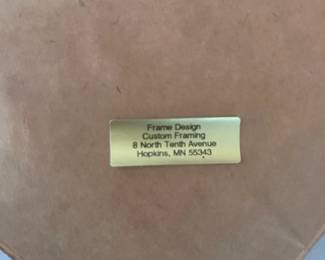 Frame Design
Custom Framing
8 North Tenth Avenue
Hopkins, MN 55343